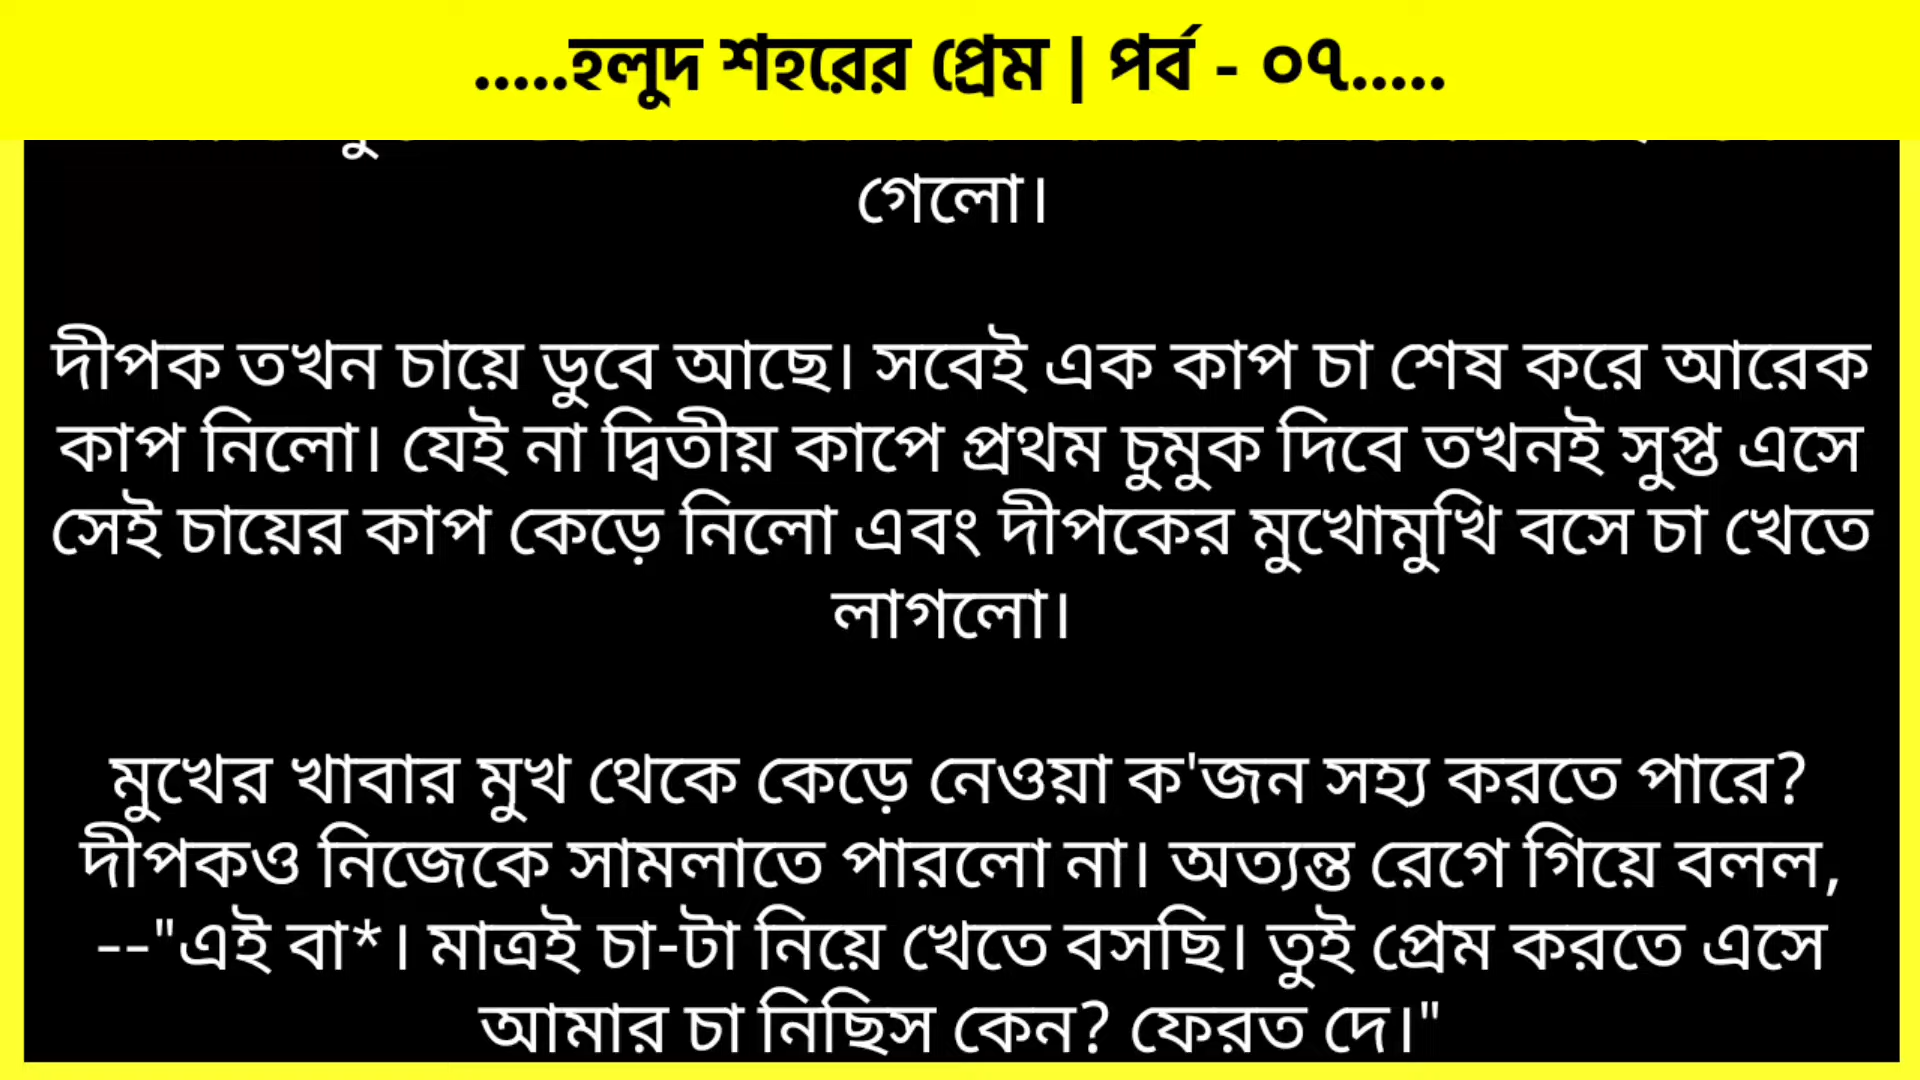 .....হলুদ শহরের প্রেম | পর্ব - ০৭.....
গেলো।
দীপক তখন চায়ে ডুবে আছে। সবেই এক কাপ চা শেষ করে আরেক
কাপ নিলো। যেই না দ্বিতীয় কাপে প্রথম চুমুক দিবে তখনই সুপ্ত এসে
সেই চায়ের কাপ কেড়ে নিলো এবং দীপকের মুখোমুখি বসে চা খেতে
লাগলো।
মুখের খাবার মুখ থেকে কেড়ে নেওয়া ক'জন সহ্য করতে পারে?
দীপকও নিজেকে সামলাতে পারলো না। অত্যন্ত রেগে গিয়ে বলল,
--"এই বা*। মাত্রই চা-টা নিয়ে খেতে বসছি। তুই প্রেম করতে এসে
আমার চা নিছিস কেন? ফেরত দে।"